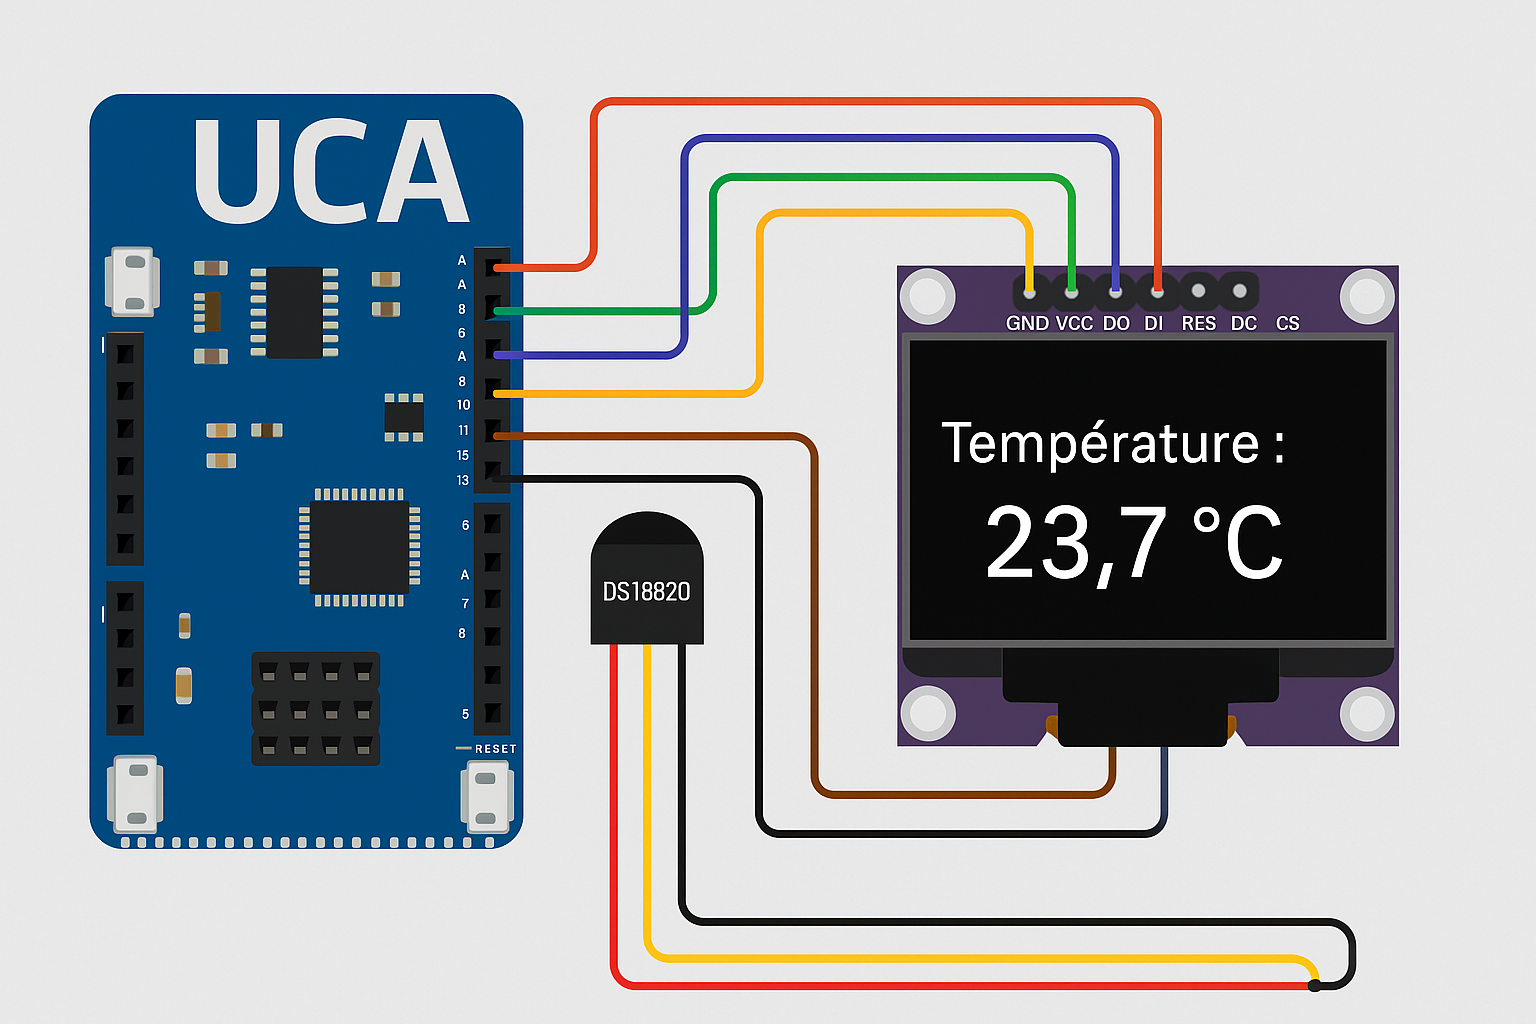 UCA
A
A
8
6
A
8
10
11
15
13
6
A
7
8
5
RESET
DS18820
GND VCC DO DI RES DC CS
Température :
23,7 °C